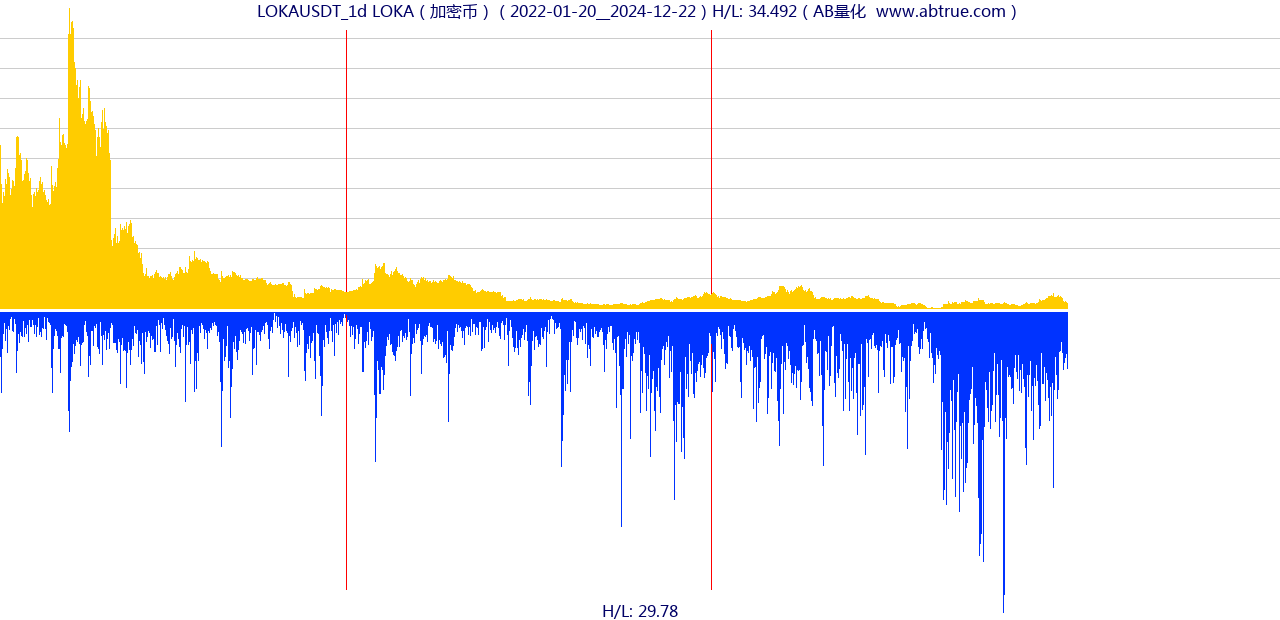 LOKAUSDT_1d LOKA ( 加密币 ) ( 2022-01-20__2024-12-22 ) H/L: 34.492 ( AB量化  www.abtrue.com )
H/L: 29.78